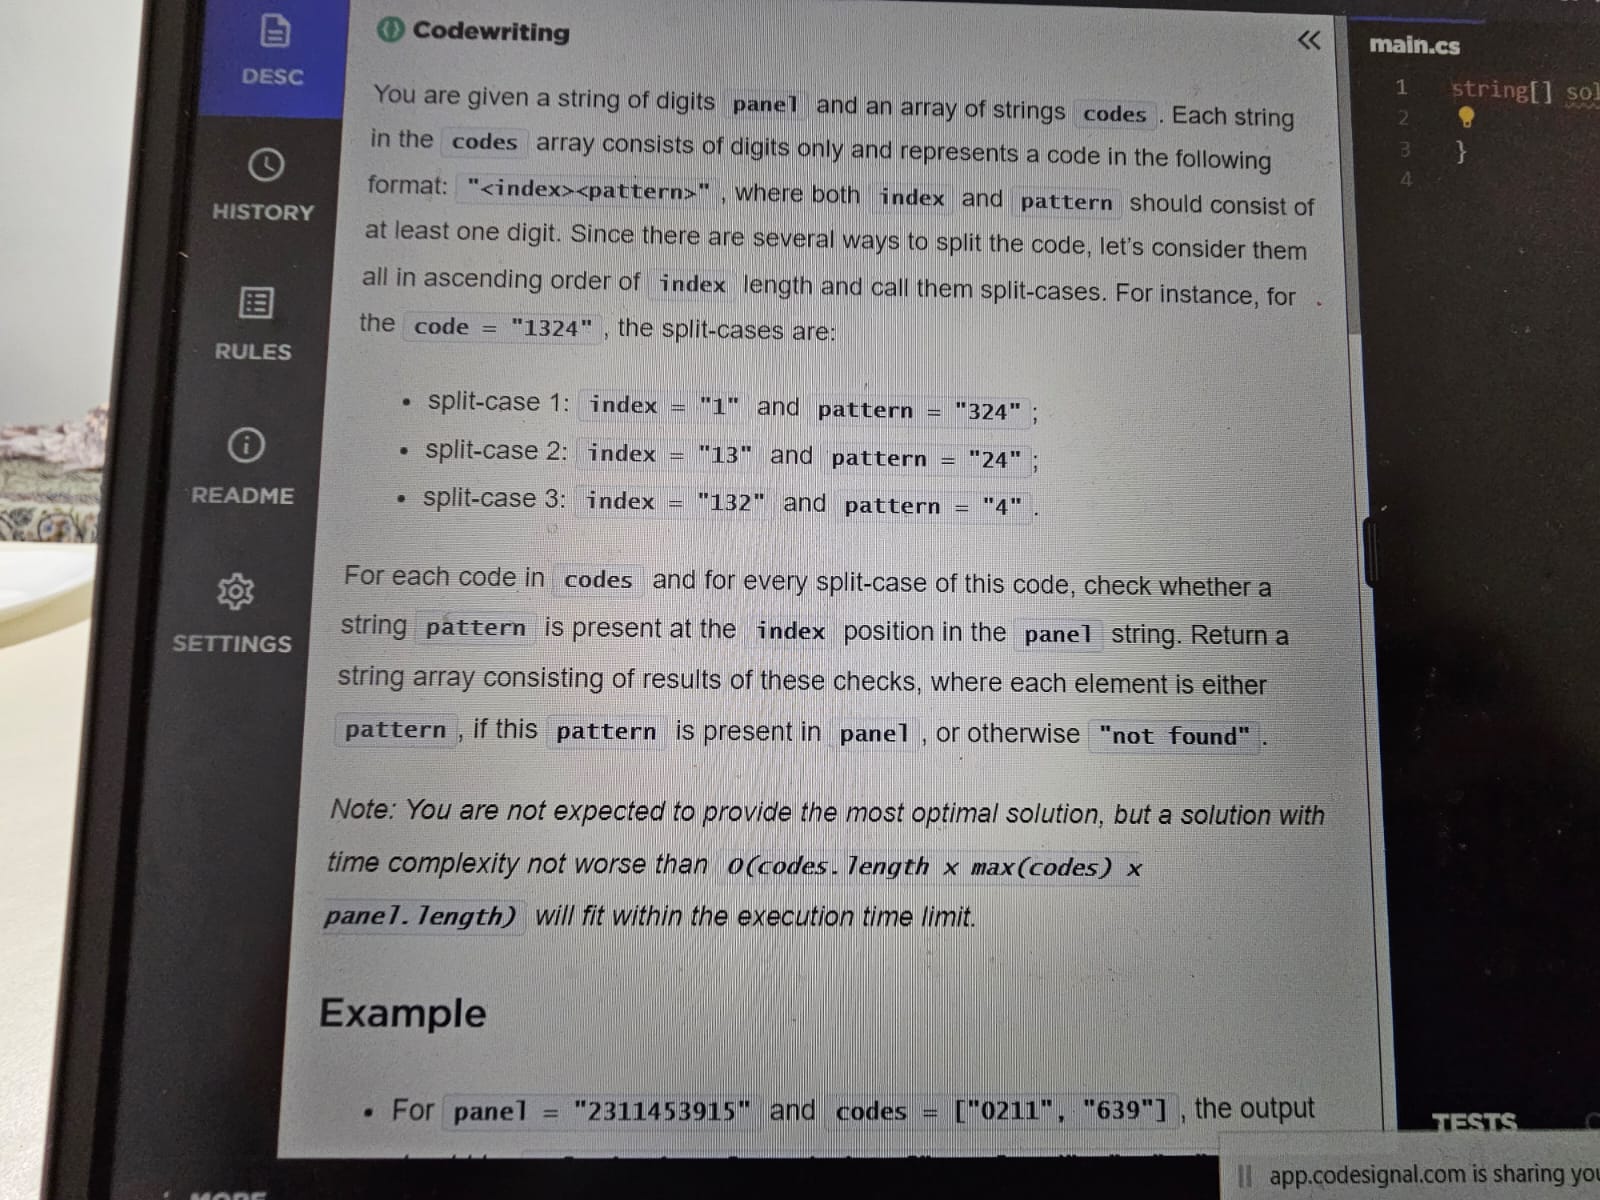 DESC
HISTORY
RULES
README
SETTINGS
Codewriting
You are given a string of digits panel and an array of strings codes . Each string
in the codes array consists of digits only and represents a code in the following
format: "<index><pattern>" , where both index and pattern should consist of
at least one digit. Since there are several ways to split the code, let's consider them
all in ascending order of index length and call them split-cases. For instance, for
the code = "1324" , the split-cases are:
• split-case 1: index = "1" and pattern = "324" ;
• split-case 2: index = "13" and pattern = "24" ;
• split-case 3: index = "132" and pattern = "4" .
For each code in codes and for every split-case of this code, check whether a
string pattern is present at the index position in the panel string. Return a
string array consisting of results of these checks, where each element is either
pattern , if this pattern is present in panel , or otherwise "not found" .
Note: You are not expected to provide the most optimal solution, but a solution with
time complexity not worse than O(codes.length x max(codes) x
panel.length) will fit within the execution time limit.
Example
• For panel = "2311453915" and codes = ["0211", "639"] , the output
main.cs
1 string[] sol
2
3 }
4
TESTS
app.codesignal.com is sharing you